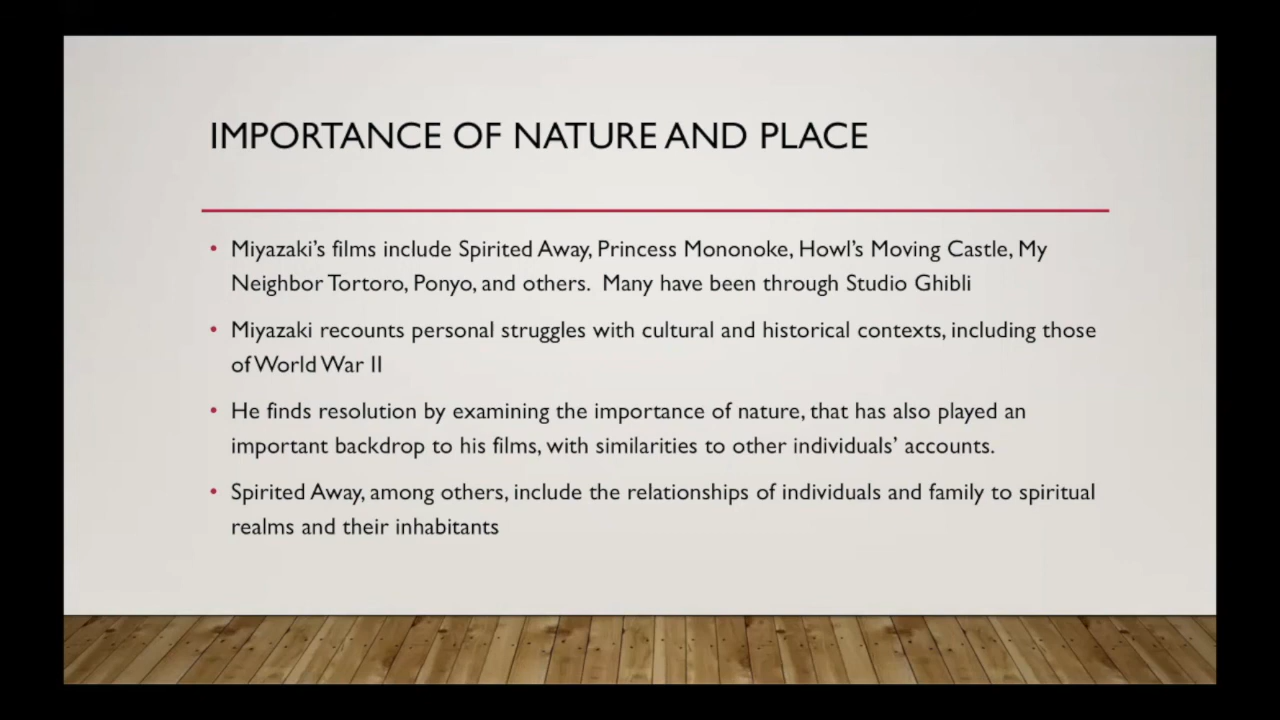 IMPORTANCE OF NATURE AND PLACE
• Miyazaki's films include Spirited Away, Princess Mononoke, Howl's Moving Castle, My
Neighbor Tortoro, Ponyo, and others.  Many have been through Studio Ghibli
• Miyazaki recounts personal struggles with cultural and historical contexts, including those
of World War II
• He finds resolution by examining the importance of nature, that has also played an
important backdrop to his films, with similarities to other individuals' accounts.
• Spirited Away, among others, include the relationships of individuals and family to spiritual
realms and their inhabitants